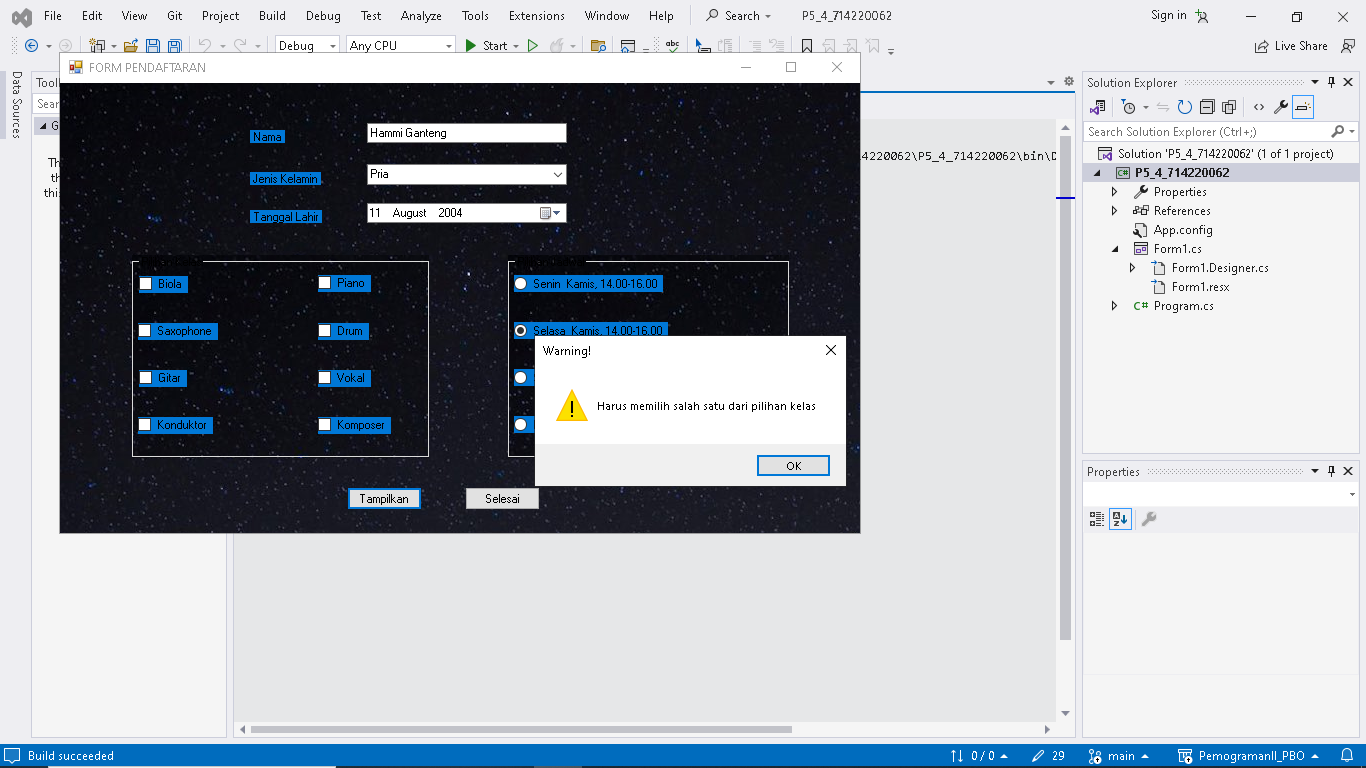 File Edit View Git Project Build Debug Test Analyze Tools Extensions Window Help Search P5_4_714220062 Sign in
Debug Any CPU Start Live Share
Data Sources
FORM PENDAFTARAN
Nama Hammi Ganteng
Jenis Kelamin Pria
Tanggal Lahir 11 August 2004
Biola Piano
Saxophone Drum
Gitar Vokal
Konduktor Komposer
Senin Kamis, 14.00-16.00
Selasa Kamis, 14.00-16.00
Warning!
Harus memilih salah satu dari pilihan kelas
OK
Tampilkan Selesai
4220062\P5_4_714220062\bin\D
Solution Explorer
Search Solution Explorer (Ctrl+;)
Solution 'P5_4_714220062' (1 of 1 project)
P5_4_714220062
Properties
References
App.config
Form1.cs
Form1.Designer.cs
Form1.resx
Program.cs
Properties
Build succeeded 0 / 0 29 main PemogramanII_PBO